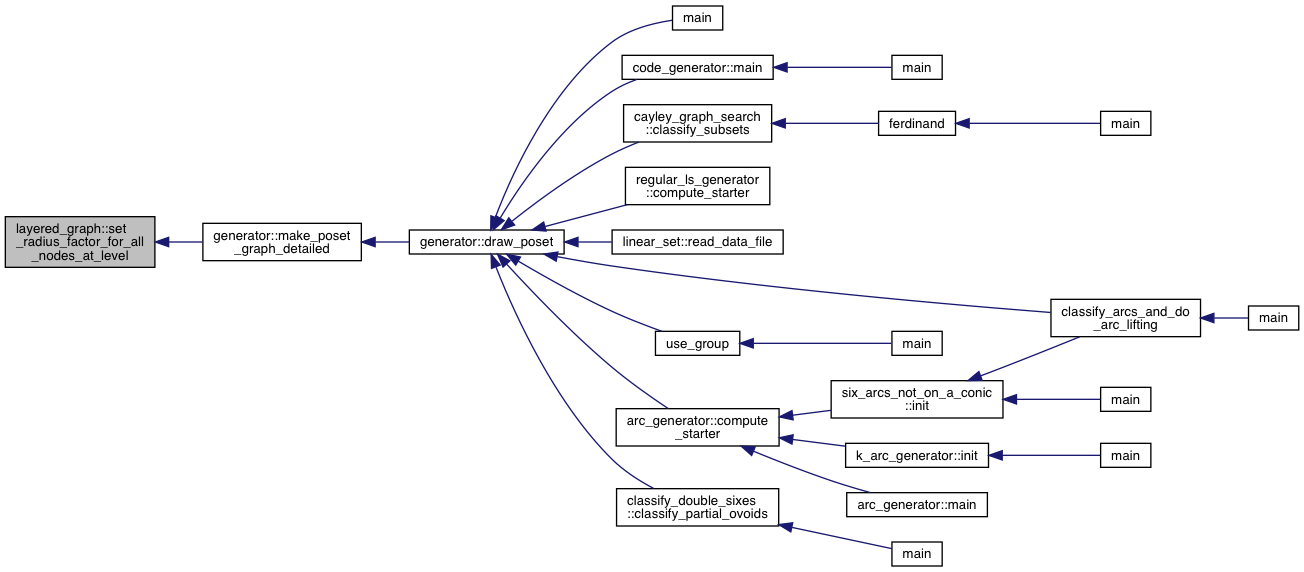 main
code_generator::main
main
cayley_graph_search
::classify_subsets
ferdinand
main
regular_ls_generator
::compute_starter
layered_graph::set
_radius_factor_for_all
_nodes_at_level
generator::make_poset
_graph_detailed
generator::draw_poset
linear_set::read_data_file
classify_arcs_and_do
_arc_lifting
main
use_group
main
six_arcs_not_on_a_conic
::init
main
arc_generator::compute
_starter
k_arc_generator::init
main
arc_generator::main
classify_double_sixes
::classify_partial_ovoids
main